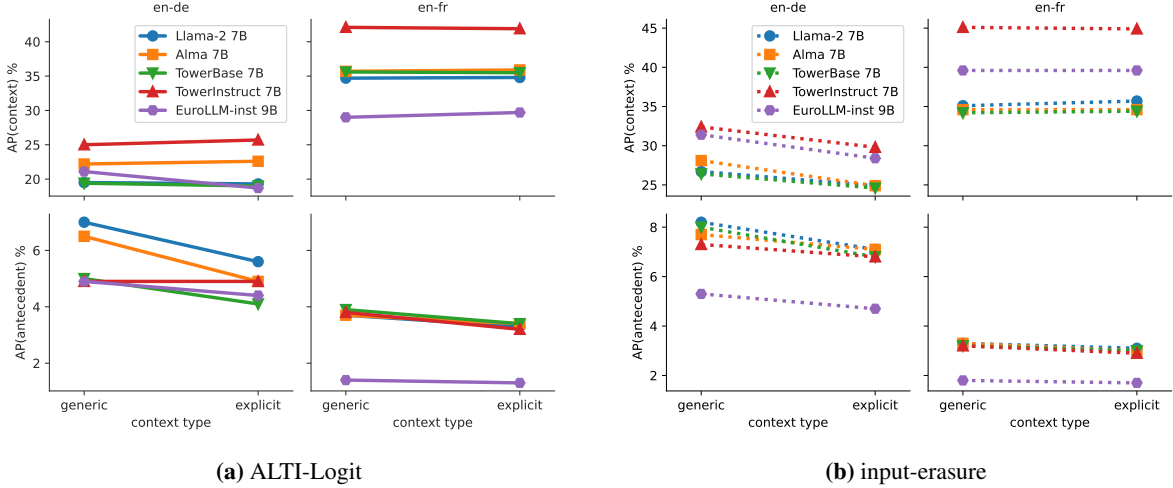 en-de
en-fr
AP(context) %
40
35
30
25
20
Llama-2 7B
Alma 7B
TowerBase 7B
TowerInstruct 7B
EuroLLM-inst 9B
AP(antecedent) %
6
4
2
generic
explicit
context type
generic
explicit
context type
(a) ALTI-Logit
en-de
en-fr
AP(context) %
45
40
35
30
25
Llama-2 7B
Alma 7B
TowerBase 7B
TowerInstruct 7B
EuroLLM-inst 9B
AP(antecedent) %
8
6
4
2
generic
explicit
context type
generic
explicit
context type
(b) input-erasure